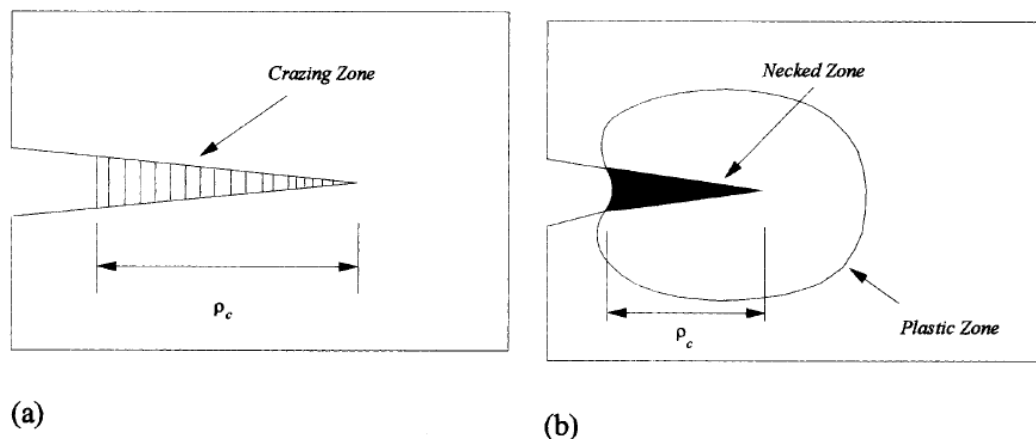 Crazing Zone
ρc
(a)
Necked Zone
ρc
Plastic Zone
(b)